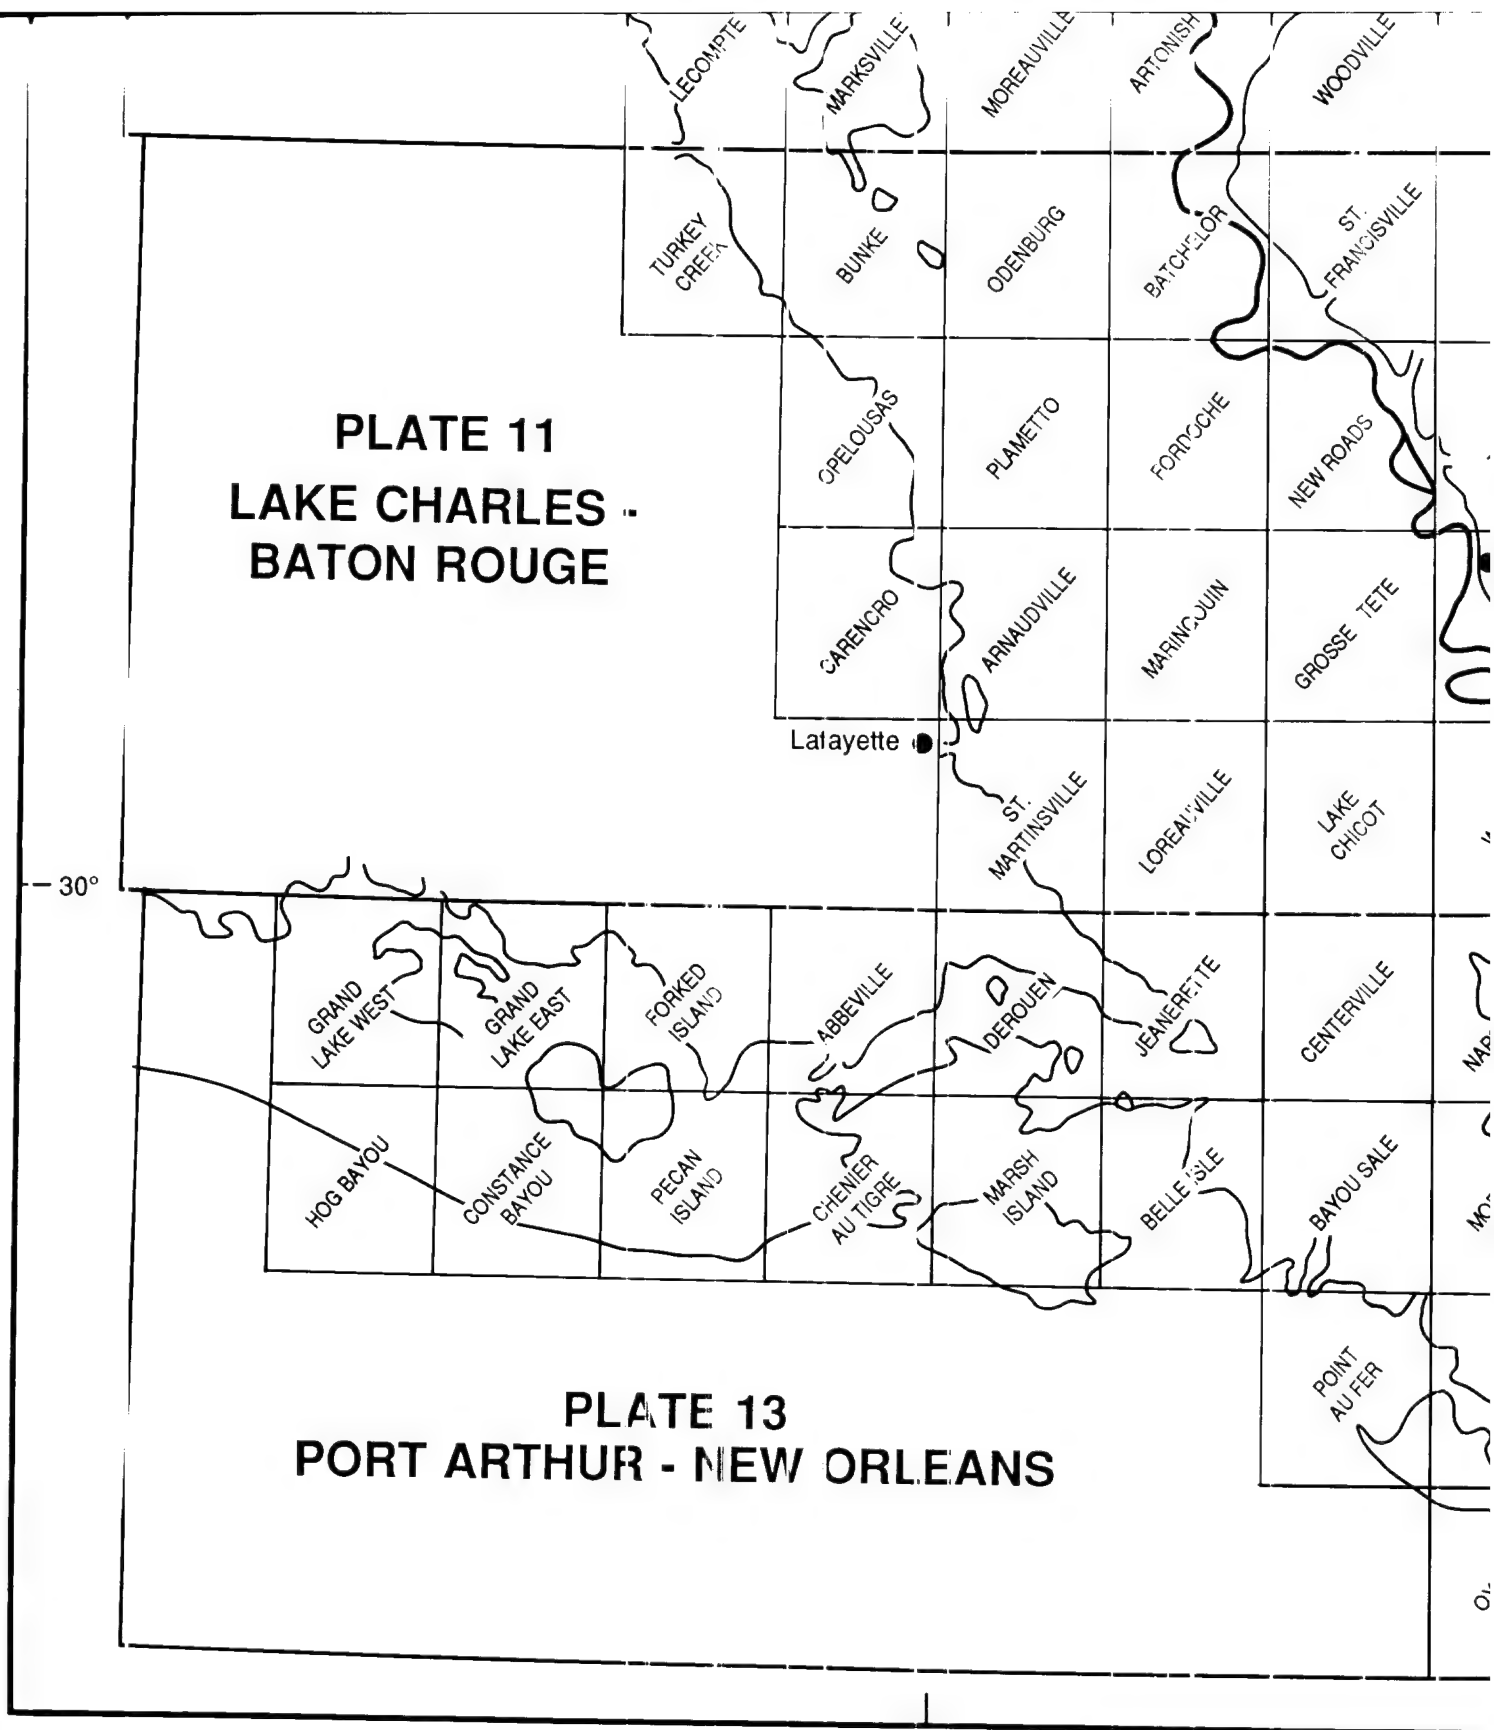 LECOMPTE
MARKSVILLE
MOREAUVILLE
ARTONISH
WOODVILLE
TURKEY
CREEK
BUNKE
ODENBURG
BATCHELOR
ST.
FRANCISVILLE
PLATE 11
LAKE CHARLES -
BATON ROUGE
OPELOUSAS
PLAMETTO
FORDOCHE
NEW ROADS
CARENCRO
ARNAUDVILLE
MARINGOUIN
GROSSE TETE
Lafayette
ST.
MARTINSVILLE
LOREAUVILLE
LAKE
CHICOT
30°
GRAND
LAKE WEST
GRAND
LAKE EAST
FORKED
ISLAND
ABBEVILLE
DEROUEN
JEANERETTE
CENTERVILLE
NAP
HOG BAYOU
CONSTANCE
BAYOU
PECAN
ISLAND
CHENIER
AU TIGRE
MARSH
ISLAND
BELLE ISLE
BAYOU SALE
POINT
AU FER
PLATE 13
PORT ARTHUR - NEW ORLEANS